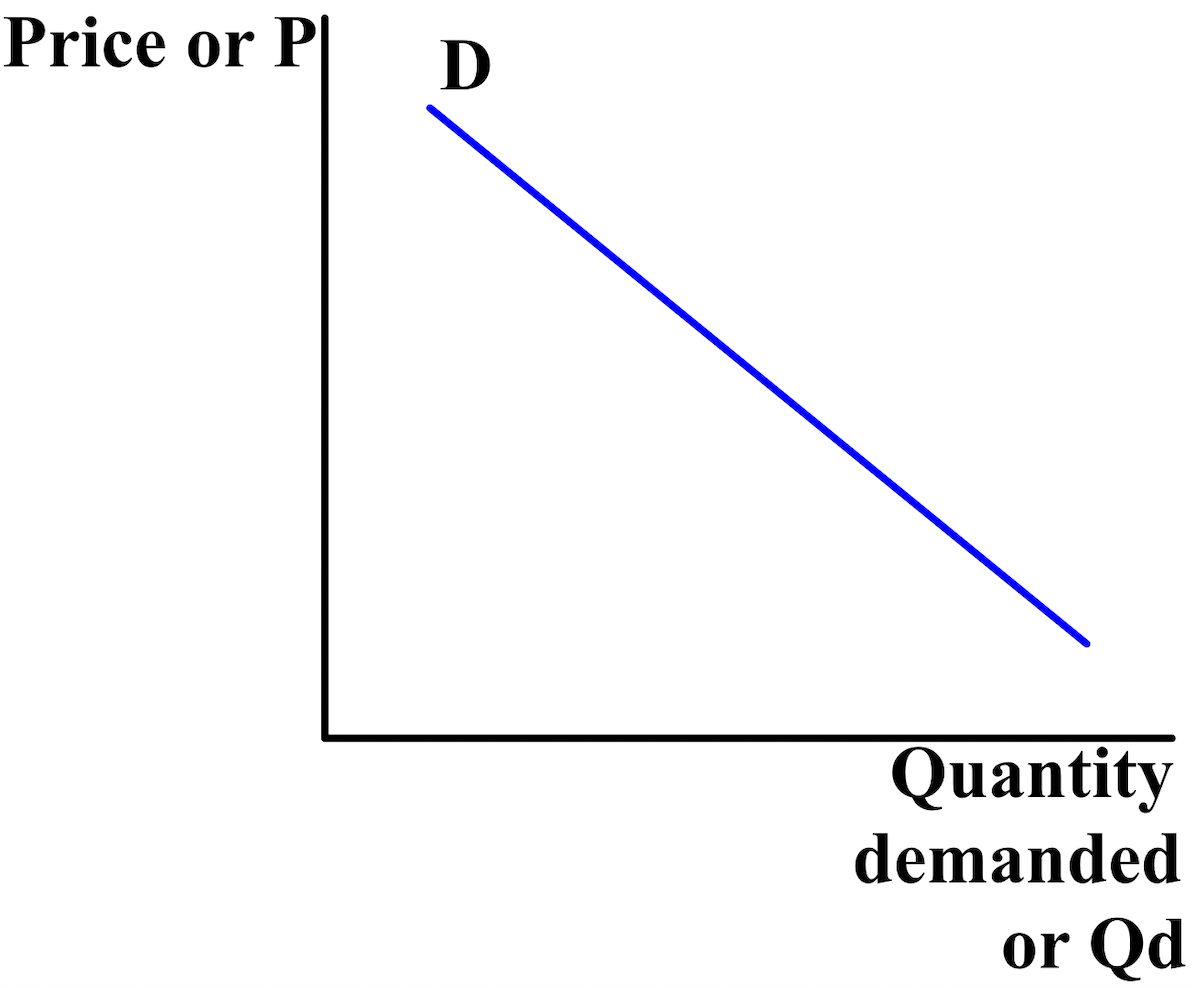 Price or P
D
Quantity
demanded
or Qd